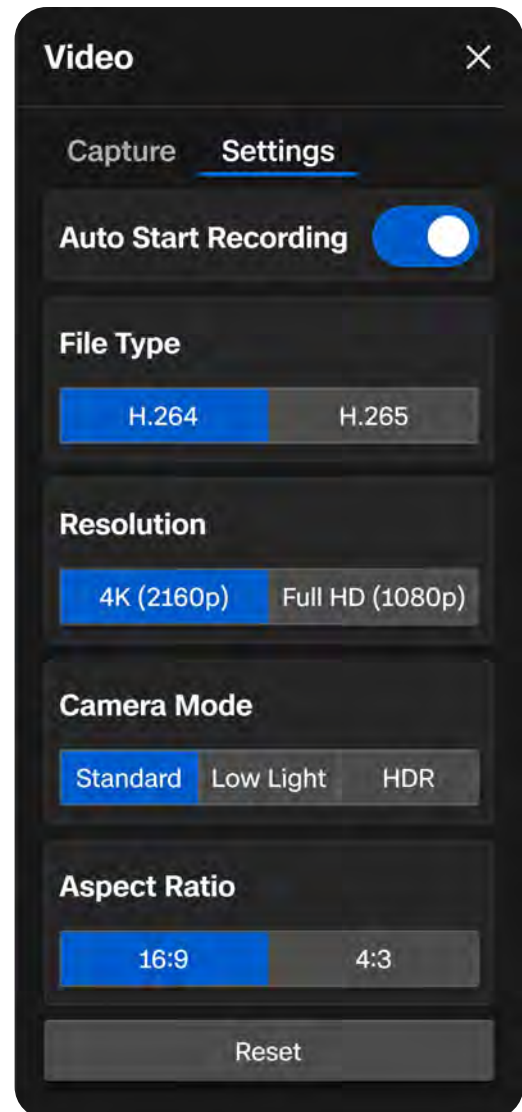 Video
Capture Settings
Auto Start Recording
File Type
H.264 H.265
Resolution
4K (2160p) Full HD (1080p)
Camera Mode
Standard Low Light HDR
Aspect Ratio
16:9 4:3
Reset